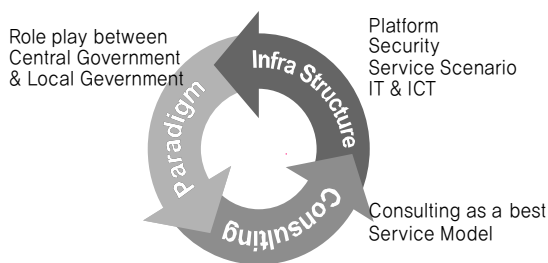 Role play between
Central Government
& Local Gevernment
Infra Structure
Platform
Security
Service Scenario
IT & ICT
Paradigm
Consulting
Consulting as a best
Service Model